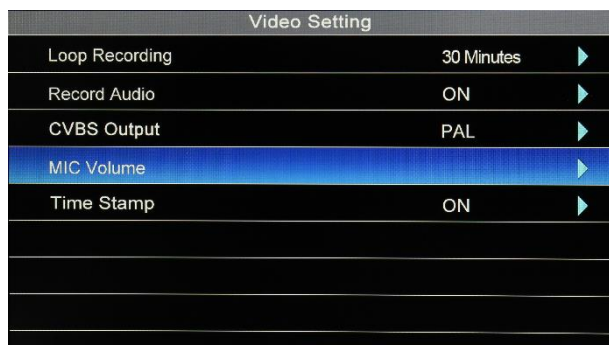 Video Setting
Loop Recording 30 Minutes
Record Audio ON
CVBS Output PAL
MIC Volume
Time Stamp ON